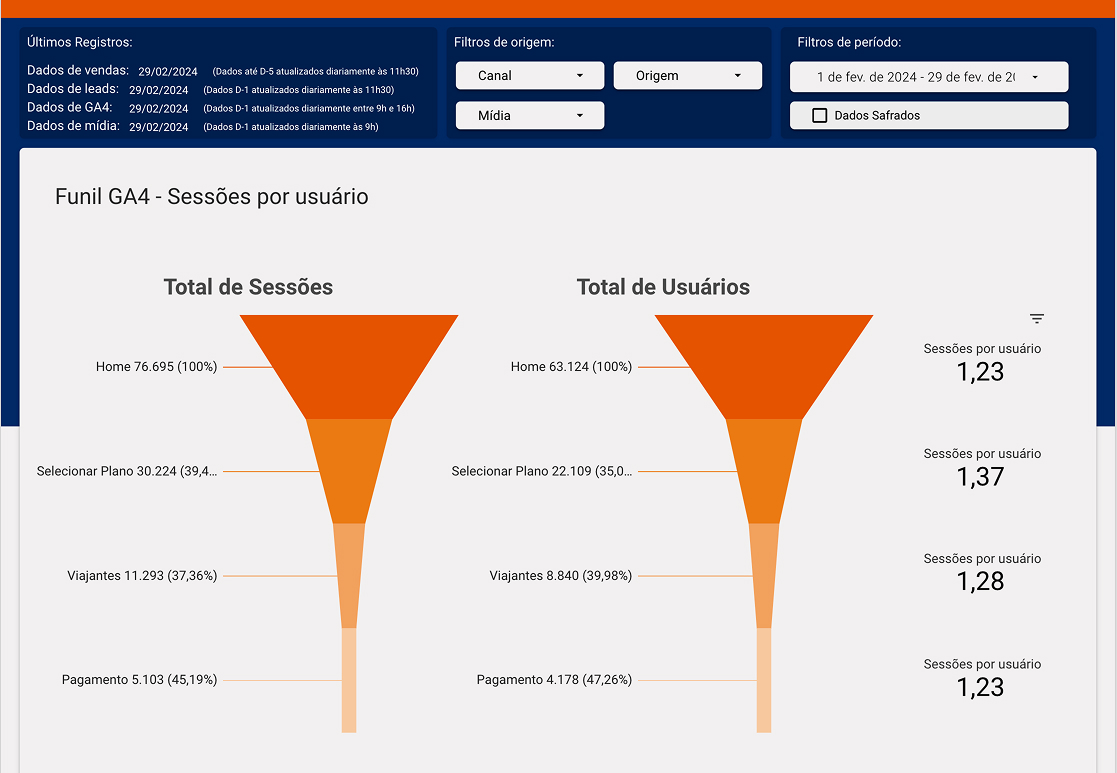 Últimos Registros:
Dados de vendas: 29/02/2024 (Dados até D-5 atualizados diariamente às 11h30)
Dados de leads: 29/02/2024 (Dados D-1 atualizados diariamente às 11h30)
Dados de GA4: 29/02/2024 (Dados D-1 atualizados diariamente entre 9h e 16h)
Dados de mídia: 29/02/2024 (Dados D-1 atualizados diariamente às 9h)
Filtros de origem:
Canal
Origem
Mídia
Filtros de período:
1 de fev. de 2024 - 29 de fev. de 20
Dados Safrados
Funil GA4 - Sessões por usuário
Total de Sessões
Home 76.695 (100%)
Selecionar Plano 30.224 (39,4...
Viajantes 11.293 (37,36%)
Pagamento 5.103 (45,19%)
Total de Usuários
Home 63.124 (100%)
Selecionar Plano 22.109 (35,0...
Viajantes 8.840 (39,98%)
Pagamento 4.178 (47,26%)
Sessões por usuário
1,23
Sessões por usuário
1,37
Sessões por usuário
1,28
Sessões por usuário
1,23